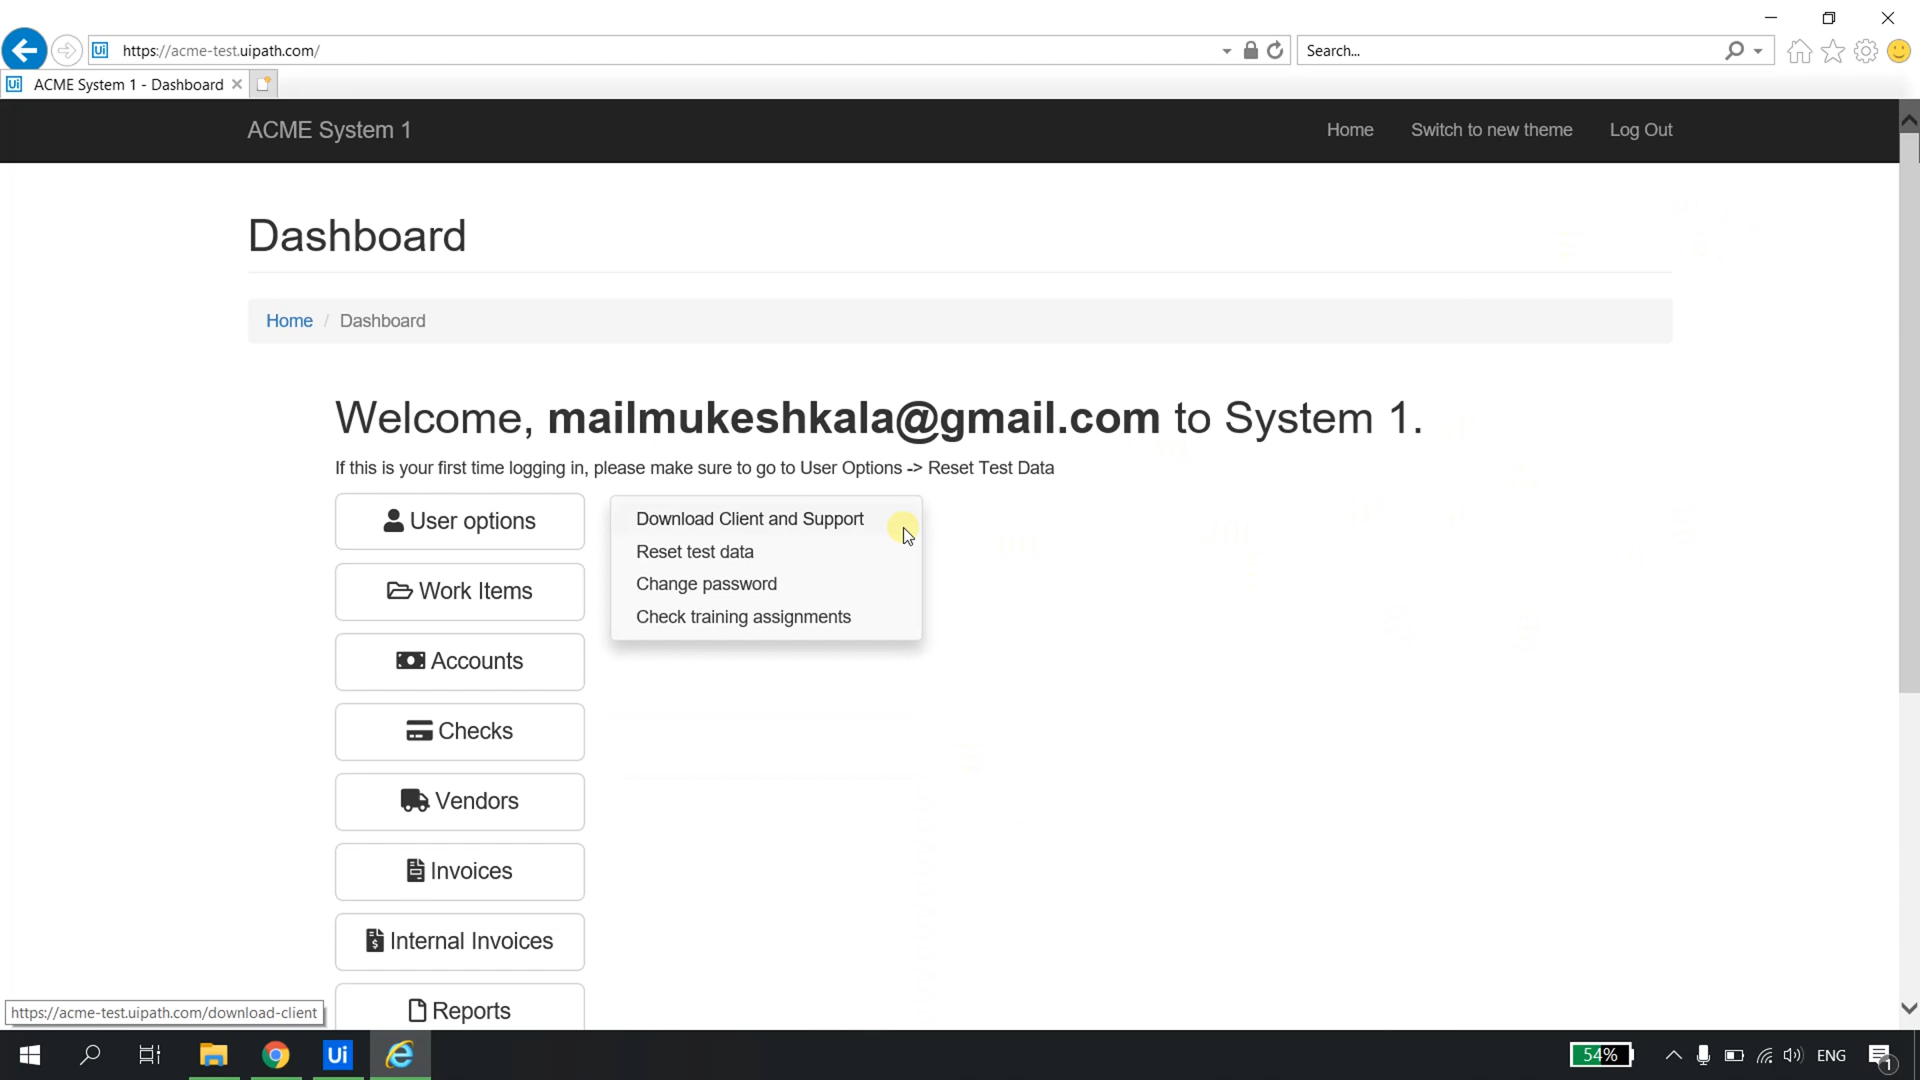 https://acme-test.uipath.com/
Search...
Ui
ACME System 1 - Dashboard
ACME System 1
Home
Switch to new theme
Log Out
Dashboard
Home / Dashboard
Welcome, mailmukeshkala@gmail.com to System 1.
If this is your first time logging in, please make sure to go to User Options -> Reset Test Data
User options
Download Client and Support
Reset test data
Change password
Check training assignments
Work Items
Accounts
Checks
Vendors
Invoices
Internal Invoices
Reports
https://acme-test.uipath.com/download-client
Ui
54%
ENG
1